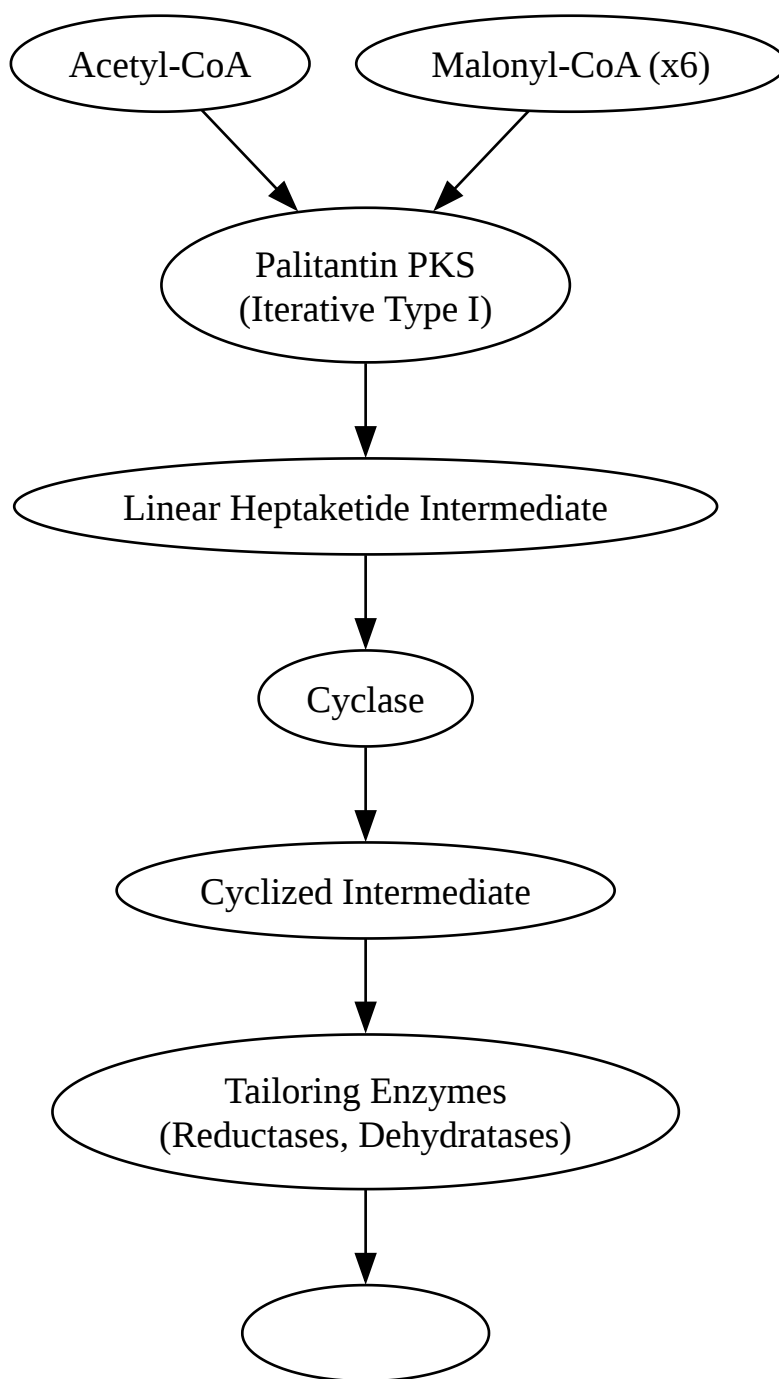 Acetyl-CoA
Malonyl-CoA (x6)
Palitantin PKS
(Iterative Type I)
Linear Heptaketide Intermediate
Cyclase
Cyclized Intermediate
Tailoring Enzymes
(Reductases, Dehydratases)